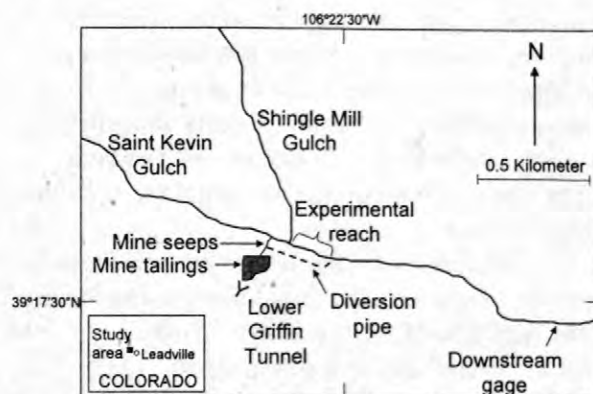 106°22'30"W
N
Shingle Mill
Gulch
Saint Kevin
Gulch
0.5 Kilometer
Experimental
reach
Mine seeps
Mine tailings
39°17'30"N
Lower
Griffin
Tunnel
Diversion
pipe
Study
area
Leadville
COLORADO
Downstream
gage